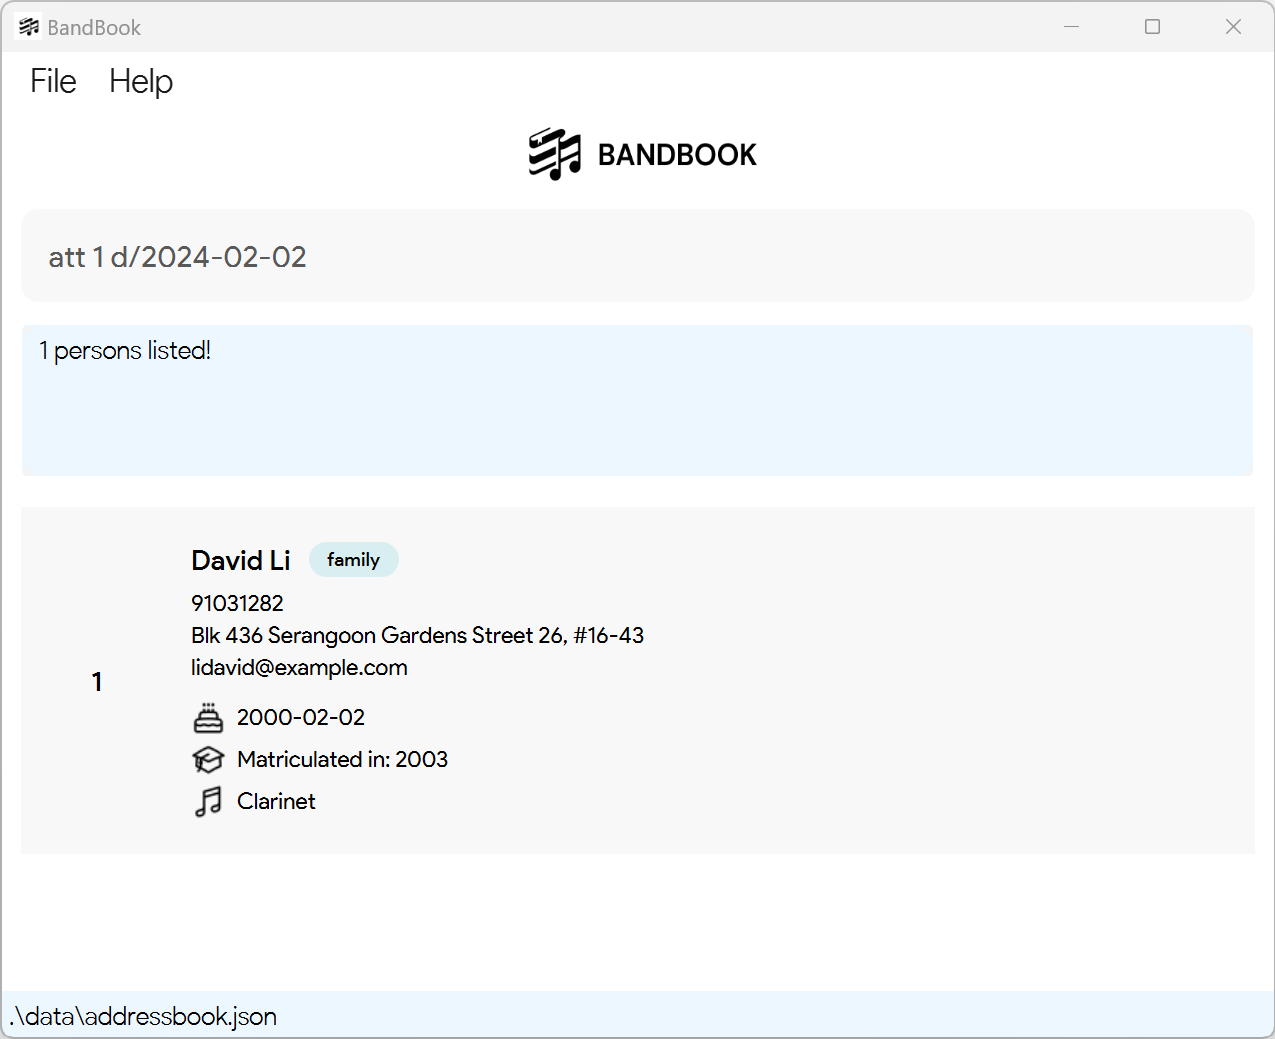 BandBook
File Help
BANDBOOK
att 1 d/2024-02-02
1 persons listed!
David Li family
91031282
Blk 436 Serangoon Gardens Street 26, #16-43
lidavid@example.com
1
2000-02-02
Matriculated in: 2003
Clarinet
.\data\addressbook.json